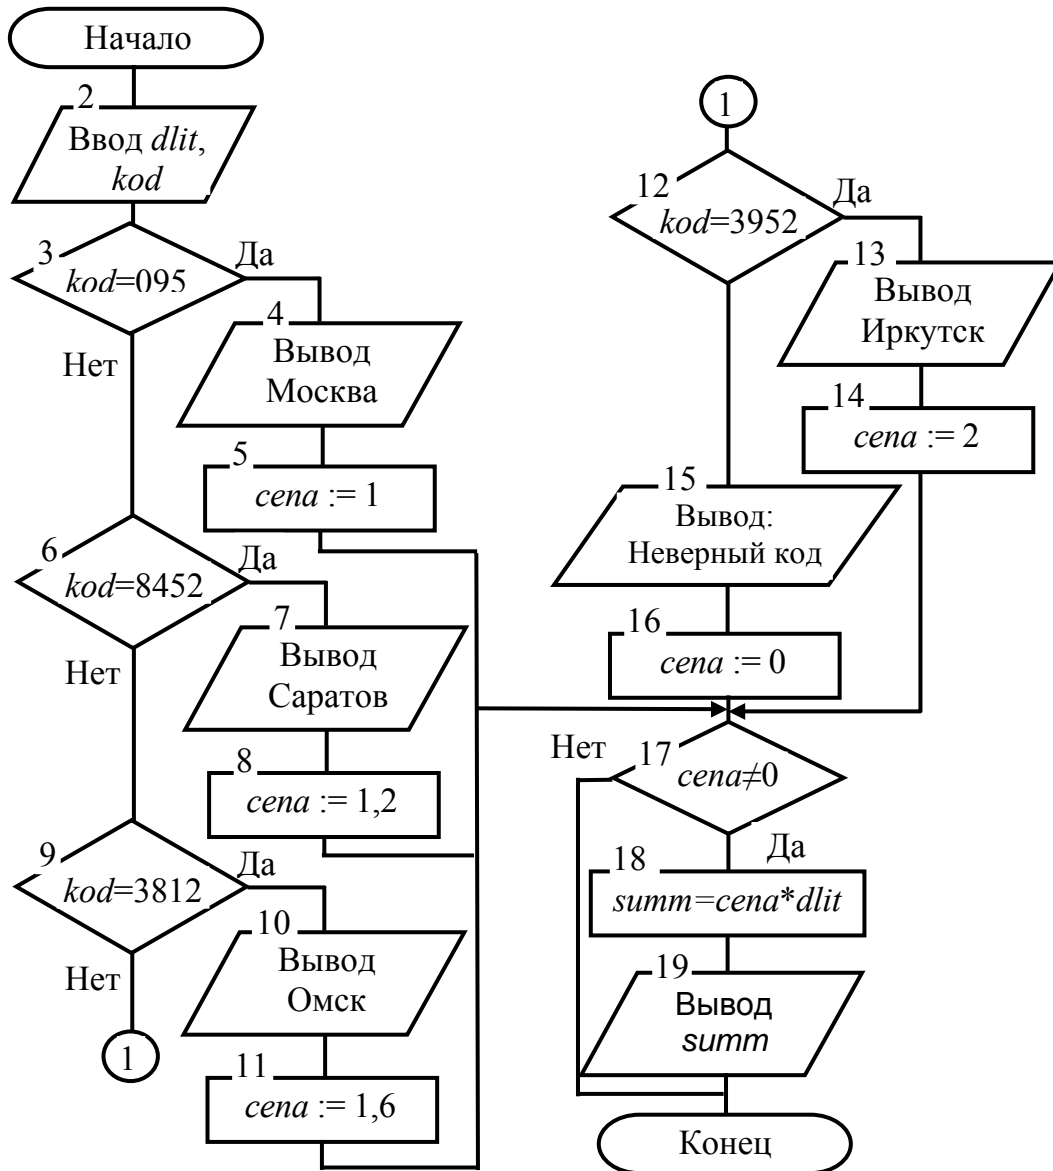 Начало
2
Ввод dlit,
kod
3
kod=095
Да
Нет
4
Вывод
Москва
5
cena := 1
6
kod=8452
Да
Нет
7
Вывод
Саратов
8
cena := 1,2
9
kod=3812
Да
Нет
1
10
Вывод
Омск
11
cena := 1,6
1
12
kod=3952
Да
13
Вывод
Иркутск
14
cena := 2
15
Вывод:
Неверный код
16
cena := 0
17
cena≠0
Нет
Да
18
summ=cena*dlit
19
Вывод
summ
Конец